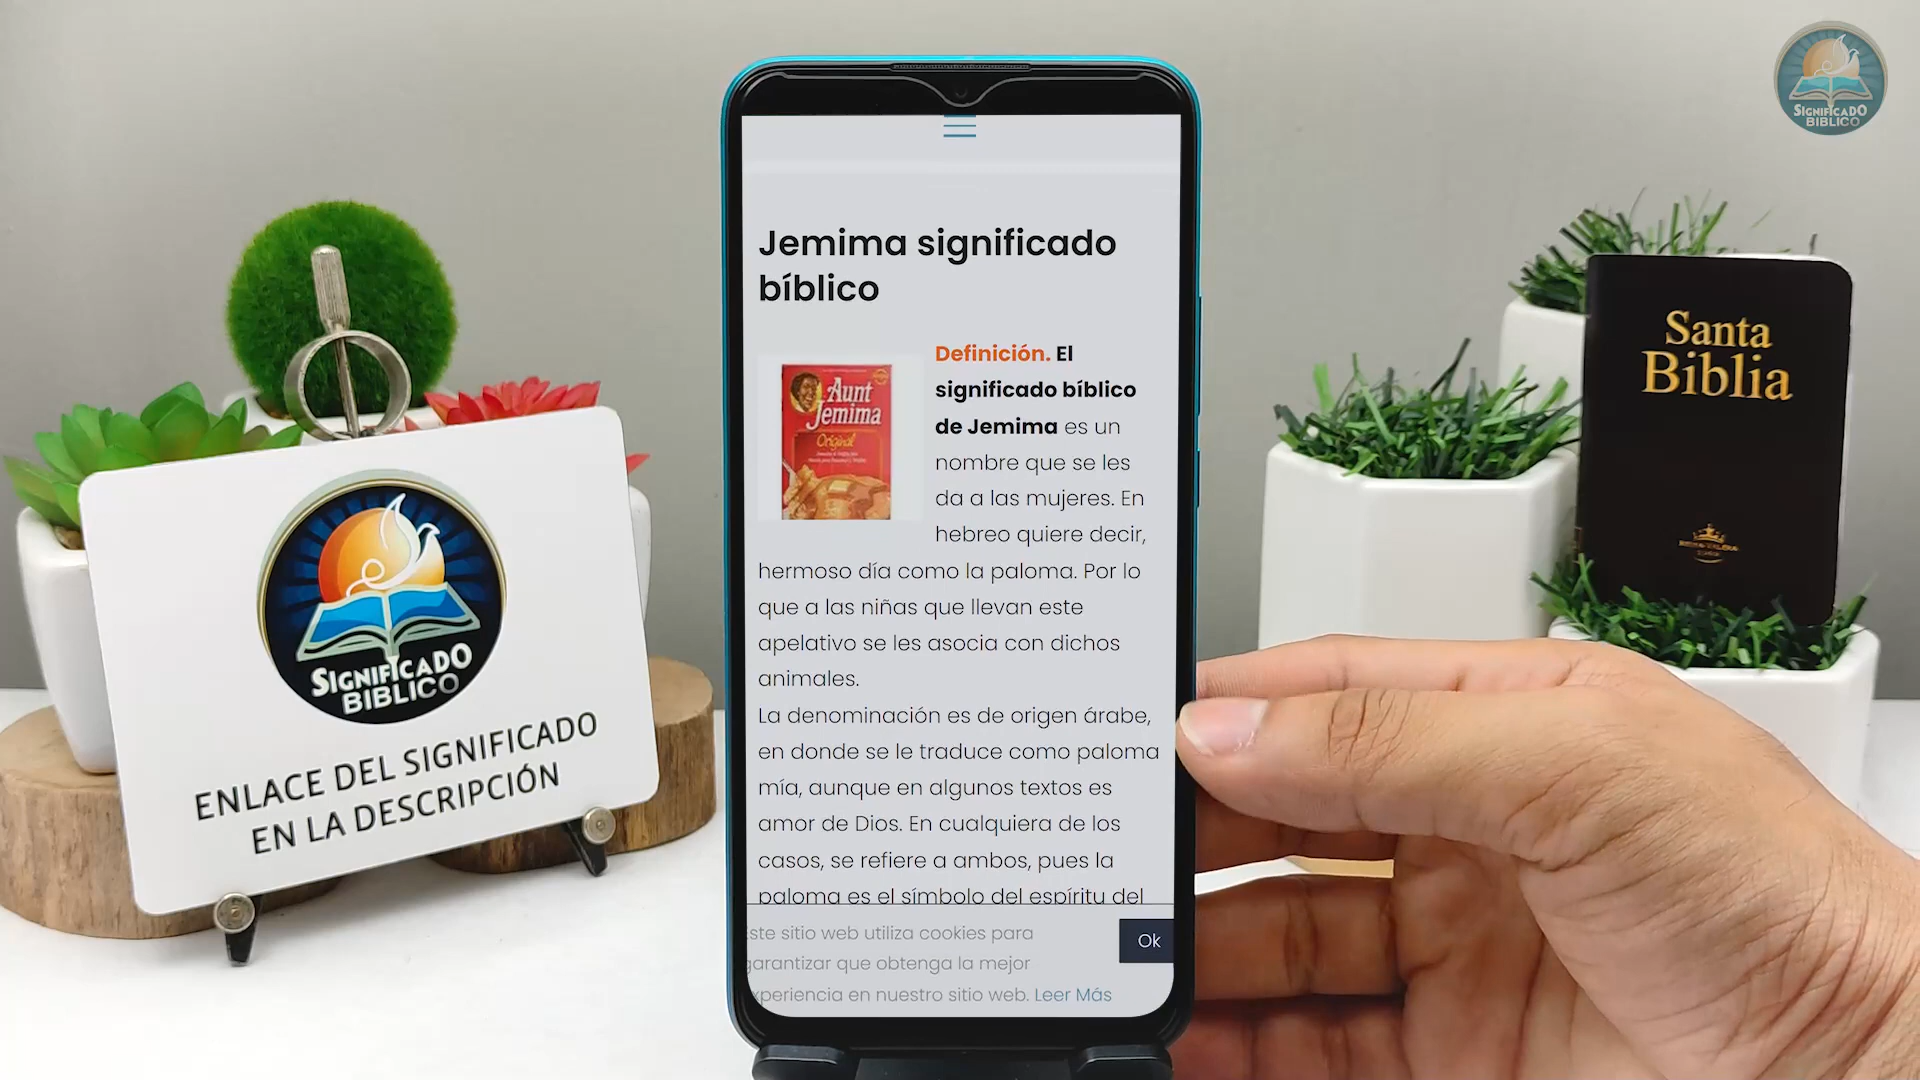 SIGNIFICADO
BIBLICO
Jemima significado
bíblico
Aunt
Jemima
Original
Definición. El
significado bíblico
de Jemima es un
nombre que se les
da a las mujeres. En
hebreo quiere decir,
hermoso día como la paloma. Por lo
que a las niñas que llevan este
apelativo se les asocia con dichos
animales.
La denominación es de origen árabe,
en donde se le traduce como paloma
mía, aunque en algunos textos es
amor de Dios. En cualquiera de los
casos, se refiere a ambos, pues la
paloma es el símbolo del espíritu del
ste sitio web utiliza cookies para
garantizar que obtenga la mejor
xperiencia en nuestro sitio web. Leer Más
Ok
SIGNIFICADO
BIBLICO
ENLACE DEL SIGNIFICADO
EN LA DESCRIPCIÓN
Santa
Biblia
REINA-VALERA